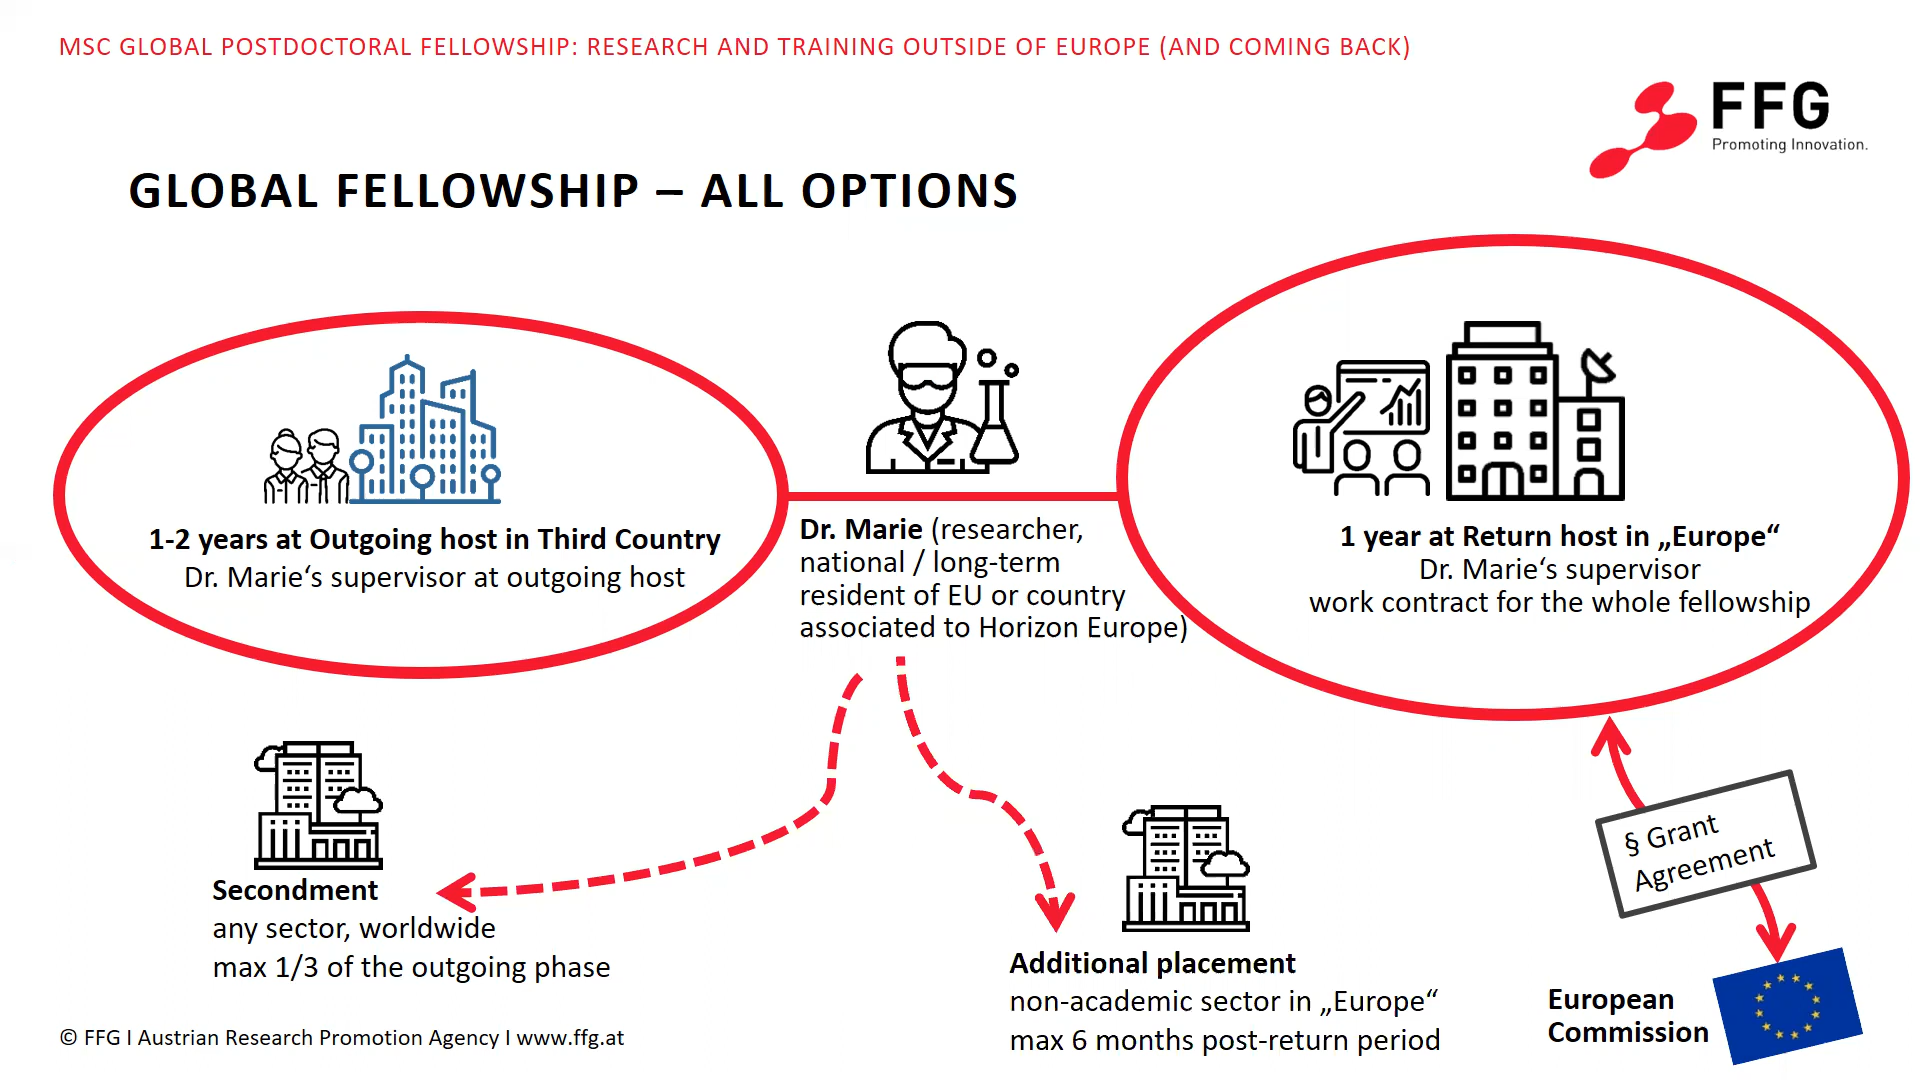 MSC GLOBAL POSTDOCTORAL FELLOWSHIP: RESEARCH AND TRAINING OUTSIDE OF EUROPE (AND COMING BACK)
FFG
Promoting Innovation.
GLOBAL FELLOWSHIP – ALL OPTIONS
1-2 years at Outgoing host in Third Country
Dr. Marie‘s supervisor at outgoing host
Dr. Marie (researcher,
national / long-term
resident of EU or country
associated to Horizon Europe)
1 year at Return host in „Europe“
Dr. Marie‘s supervisor
work contract for the whole fellowship
Secondment
any sector, worldwide
max 1/3 of the outgoing phase
Additional placement
non-academic sector in „Europe“
max 6 months post-return period
§ Grant
Agreement
European
Commission
© FFG I Austrian Research Promotion Agency I www.ffg.at